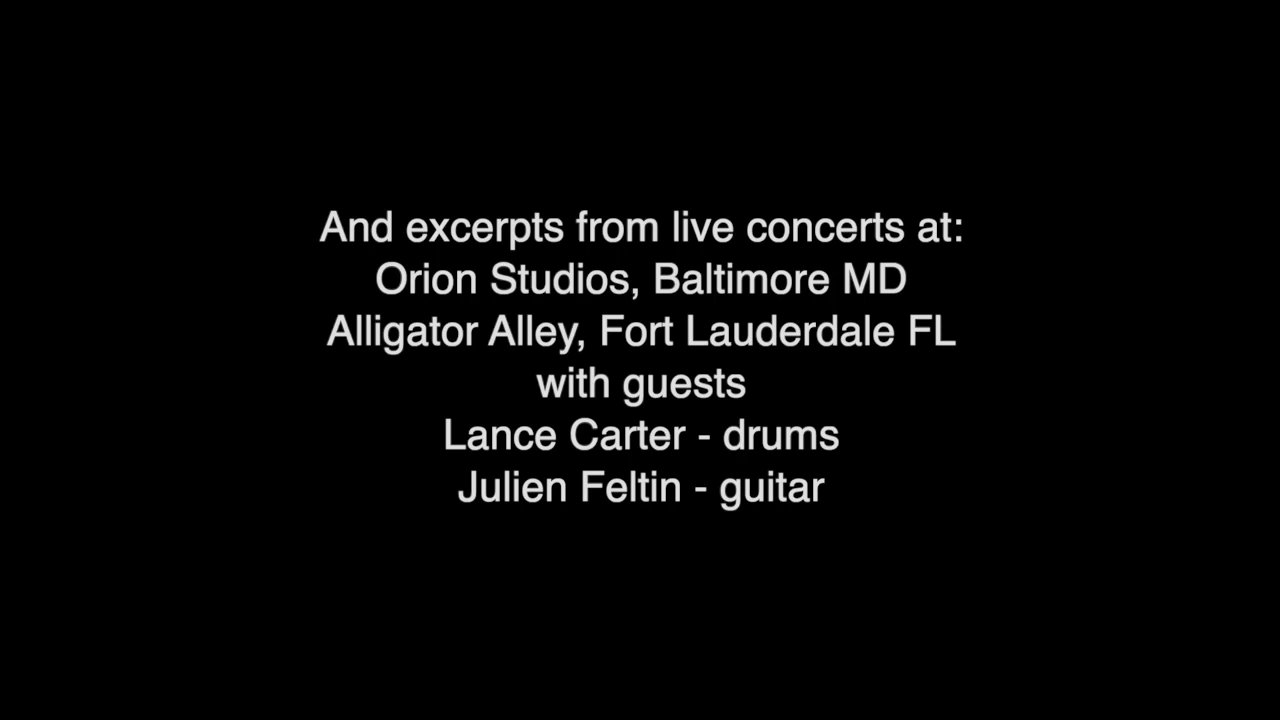 And excerpts from live concerts at:
Orion Studios, Baltimore MD
Alligator Alley, Fort Lauderdale FL
with guests
Lance Carter - drums
Julien Feltin - guitar